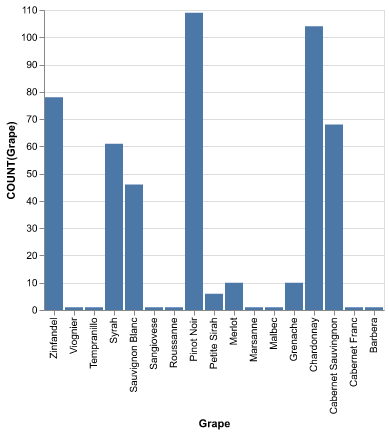 110
100
90
80
70
60
50
40
30
20
10
0
COUNT(Grape)
Zinfandel
Viognier
Tempranillo
Syrah
Sauvignon Blanc
Sangiovese
Roussanne
Pinot Noir
Petite Sirah
Merlot
Marsanne
Malbec
Grenache
Chardonnay
Cabernet Sauvingnon
Cabernet Franc
Barbera
Grape